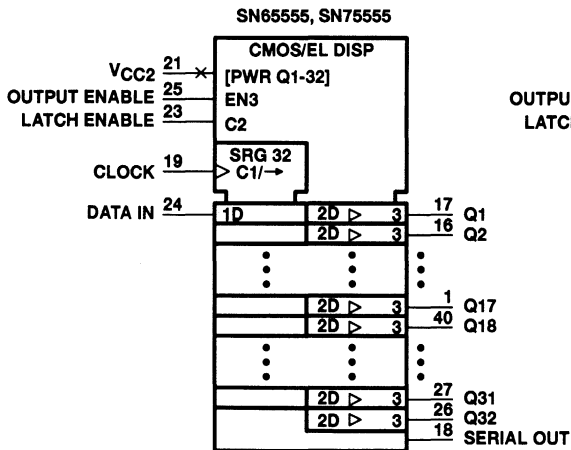 SN65555, SN75555
CMOS/EL DISP
VCC2 21 [PWR Q1-32]
OUTPUT ENABLE 25 EN3
LATCH ENABLE 23 C2
OUTPU
LATCH
SRG 32
CLOCK 19 C1/→
DATA IN 24 1D 2D ▷ 3 17 Q1
2D ▷ 3 16 Q2
2D ▷ 3 1 Q17
2D ▷ 3 40 Q18
2D ▷ 3 27 Q31
2D ▷ 3 26 Q32
18 SERIAL OUT